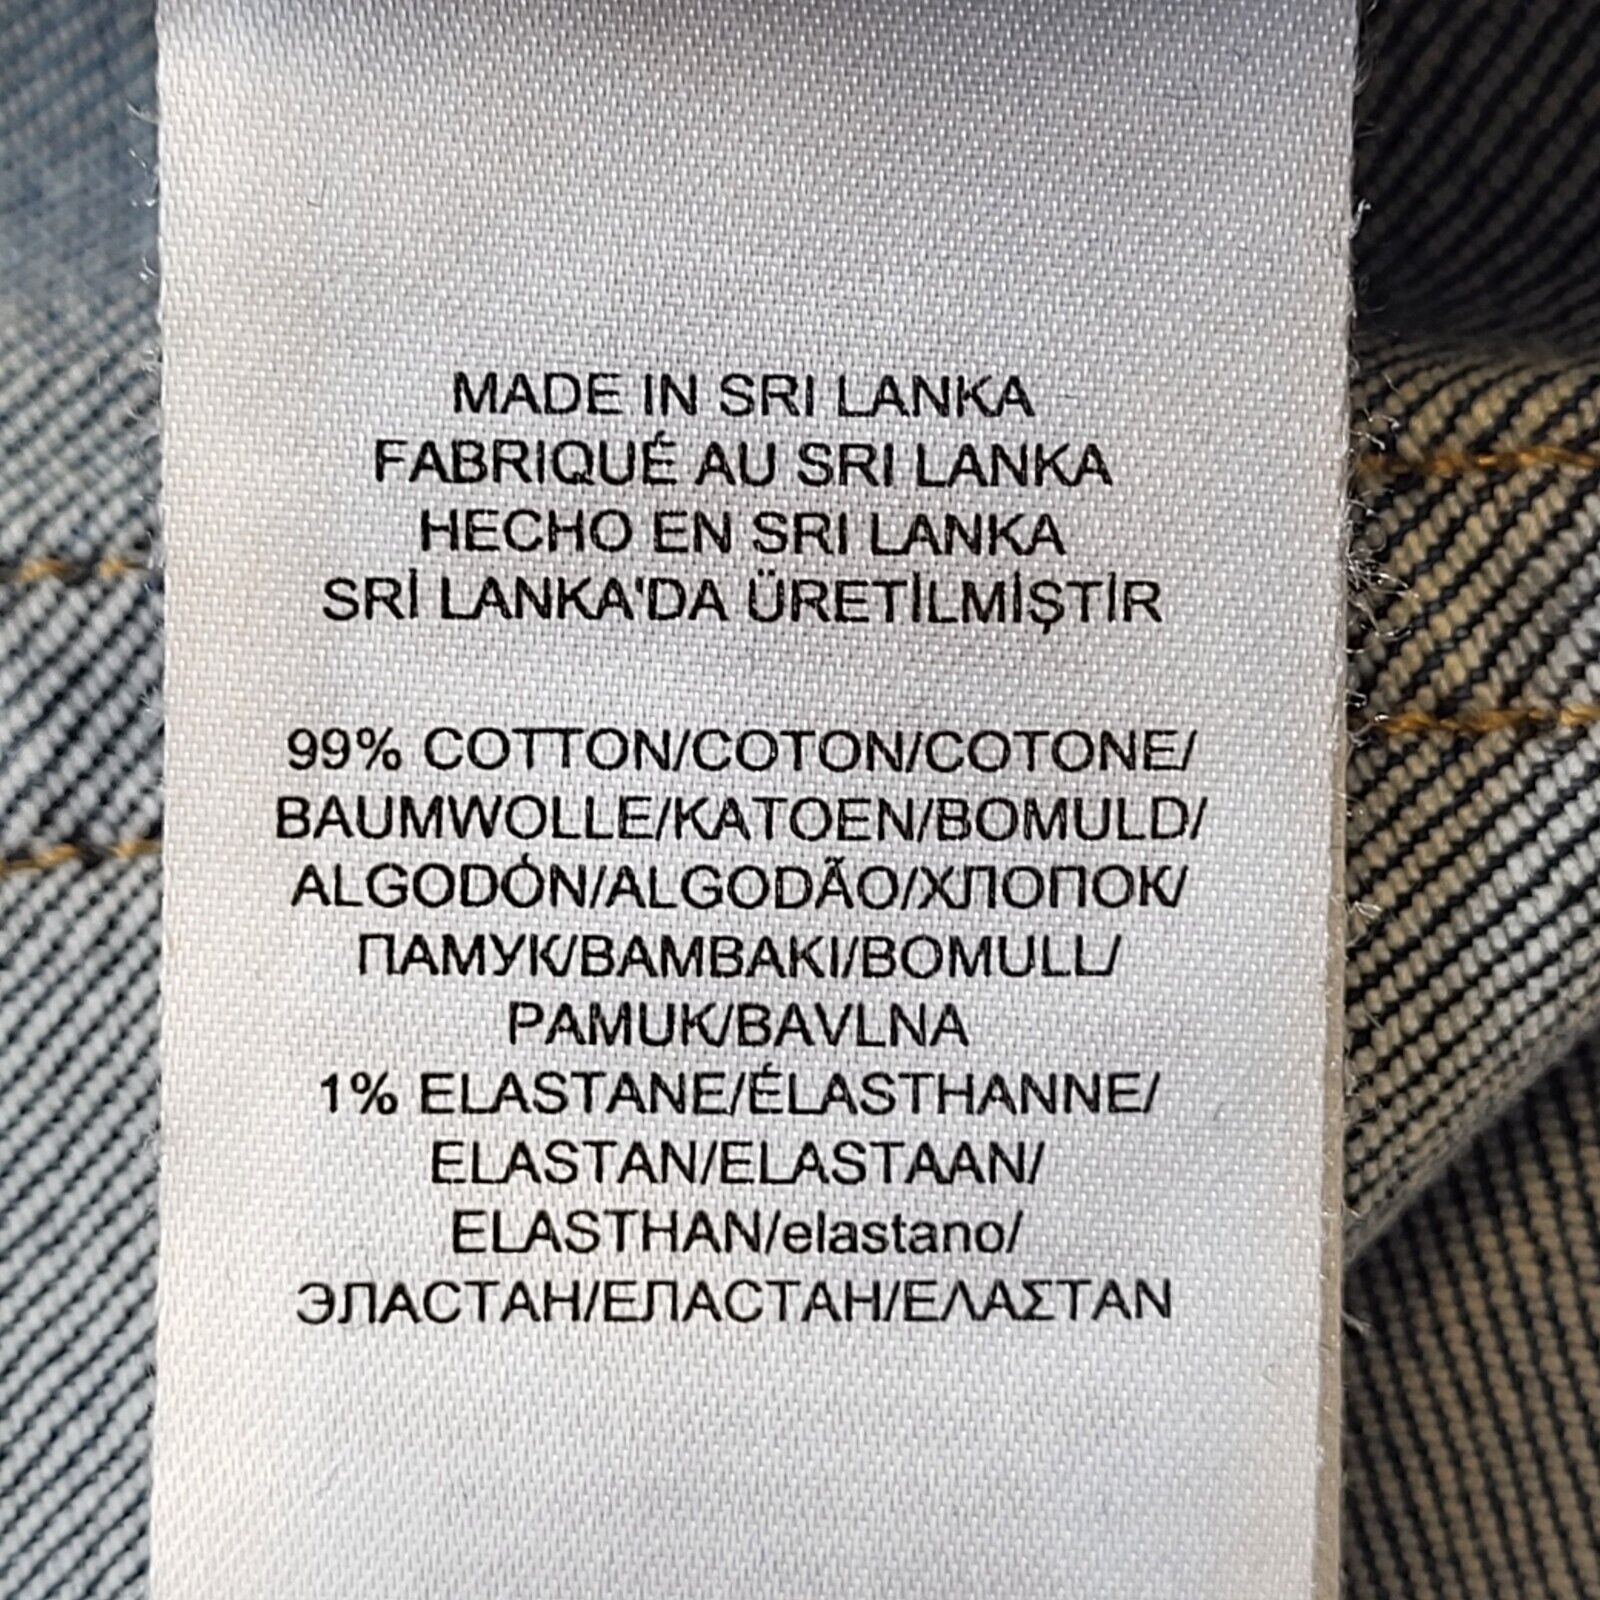 MADE IN SRI LANKA
FABRIQUÉ AU SRI LANKA
HECHO EN SRI LANKA
SRİ LANKA'DA ÜRETİLMİŞTİR
99% COTTON/COTON/COTONE/
BAUMWOLLE/KATOEN/BOMULD/
ALGODÓN/ALGODÃO/ХЛОПОК/
ПАМУК/BAMBAKI/BOMULL/
PAMUK/BAVLNA
1% ELASTANE/ÉLASTHANNE/
ELASTAN/ELASTAAN/
ELASTHAN/elastano/
ЭЛАСТАН/ЕЛАСТАН/ΕΛΑΣΤΑΝ